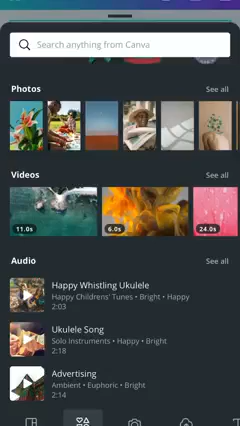 Search anything from Canva
Photos See all
Videos See all
11.0s 6.0s 24.0s
Audio See all
Happy Whistling Ukulele
Happy Childrens' Tunes • Bright • Happy
2:03
Ukulele Song
Solo Instruments • Happy • Bright
2:18
Advertising
Ambient • Euphoric • Bright
2:14